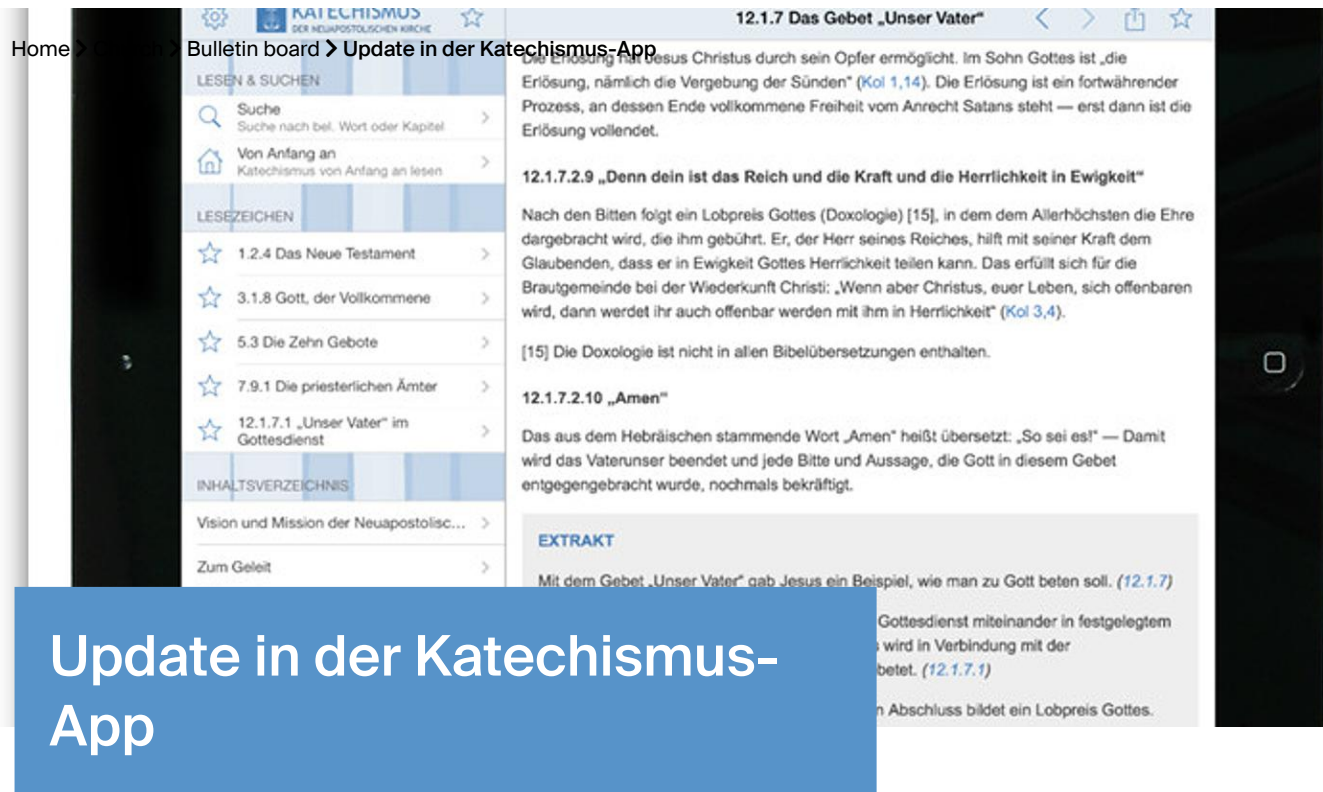 KATECHISMUS
DER NEUAPOSTOLISCHEN KIRCHE
12.1.7 Das Gebet „Unser Vater“
Home > > Bulletin board > Update in der Katechismus-App
LESEN & SUCHEN
Suche
Suche nach bel. Wort oder Kapitel
Von Anfang an
Katechismus von Anfang an lesen
LESEZEICHEN
1.2.4 Das Neue Testament
3.1.8 Gott, der Vollkommene
5.3 Die Zehn Gebote
7.9.1 Die priesterlichen Ämter
12.1.7.1 „Unser Vater“ im
Gottesdienst
INHALTSVERZEICHNIS
Vision und Mission der Neuapostolisc...
Zum Geleit
Die Erlösung hat Jesus Christus durch sein Opfer ermöglicht. Im Sohn Gottes ist „die
Erlösung, nämlich die Vergebung der Sünden“ (Kol 1,14). Die Erlösung ist ein fortwährender
Prozess, an dessen Ende vollkommene Freiheit vom Anrecht Satans steht — erst dann ist die
Erlösung vollendet.
12.1.7.2.9 „Denn dein ist das Reich und die Kraft und die Herrlichkeit in Ewigkeit“
Nach den Bitten folgt ein Lobpreis Gottes (Doxologie) [15], in dem dem Allerhöchsten die Ehre
dargebracht wird, die ihm gebührt. Er, der Herr seines Reiches, hilft mit seiner Kraft dem
Glaubenden, dass er in Ewigkeit Gottes Herrlichkeit teilen kann. Das erfüllt sich für die
Brautgemeinde bei der Wiederkunft Christi: „Wenn aber Christus, euer Leben, sich offenbaren
wird, dann werdet ihr auch offenbar werden mit ihm in Herrlichkeit“ (Kol 3,4).
[15] Die Doxologie ist nicht in allen Bibelübersetzungen enthalten.
12.1.7.2.10 „Amen“
Das aus dem Hebräischen stammende Wort „Amen“ heißt übersetzt: „So sei es!“ — Damit
wird das Vaterunser beendet und jede Bitte und Aussage, die Gott in diesem Gebet
entgegengebracht wurde, nochmals bekräftigt.
EXTRAKT
Mit dem Gebet „Unser Vater“ gab Jesus ein Beispiel, wie man zu Gott beten soll. (12.1.7)
Gottesdienst miteinander in festgelegtem
wird in Verbindung mit der
betet. (12.1.7.1)
Abschluss bildet ein Lobpreis Gottes.
Update in der Katechismus-
App